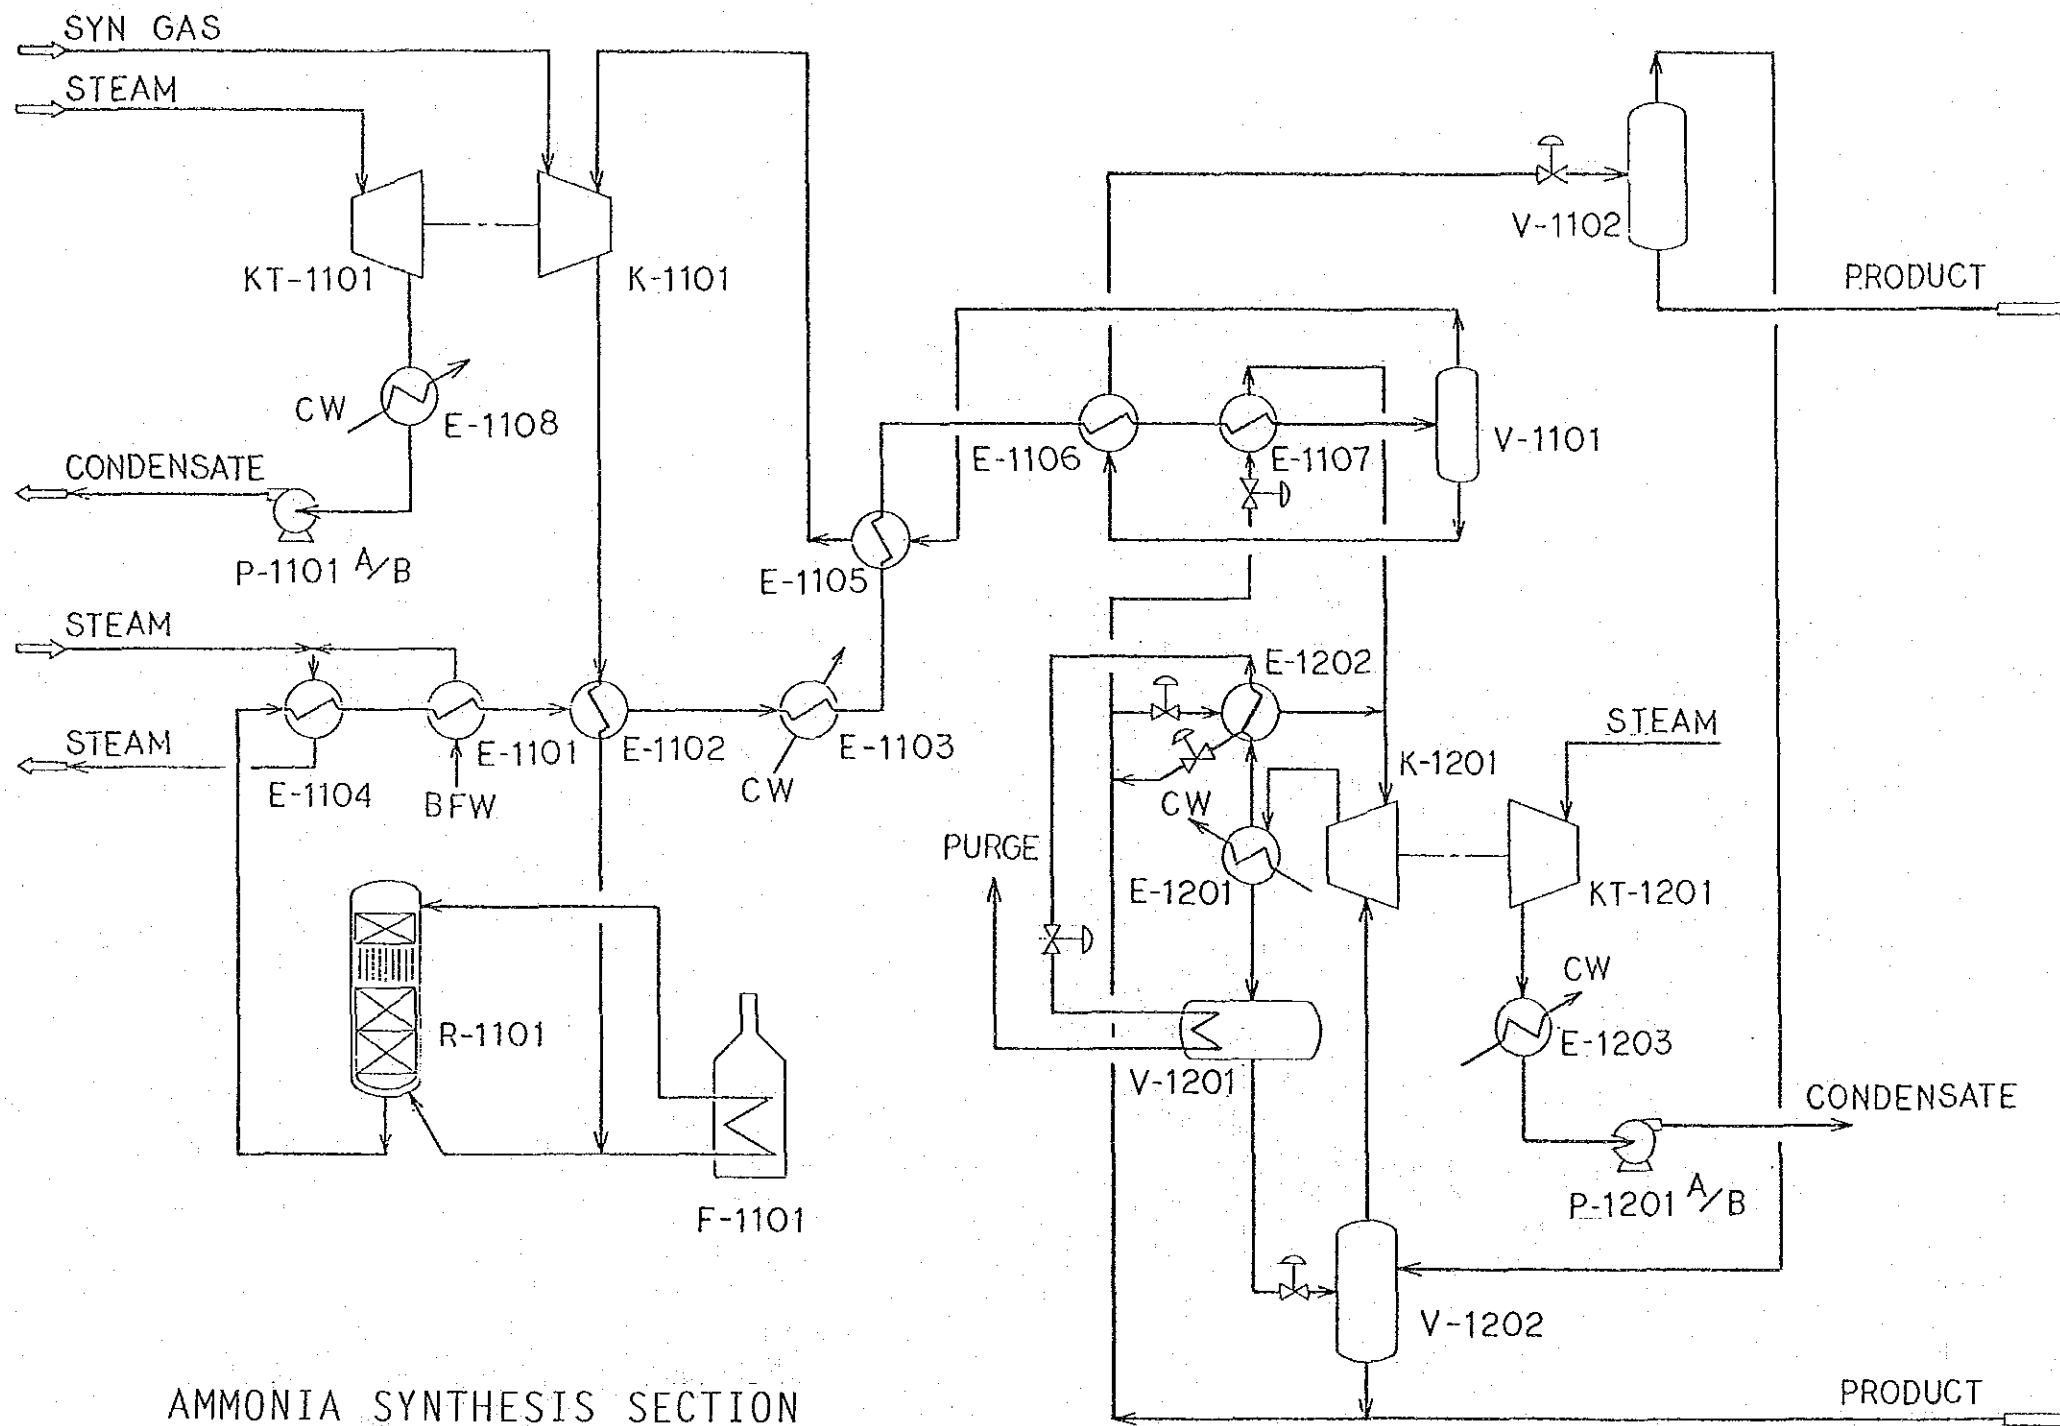 SYN GAS
STEAM
KT-1101
K-1101
V-1102
PRODUCT
CW
E-1108
CONDENSATE
P-1101 A/B
E-1106
E-1107
V-1101
E-1105
STEAM
STEAM
E-1104
E-1101
BFW
E-1102
E-1103
CW
E-1202
STEAM
K-1201
CW
PURGE
E-1201
KT-1201
CW
R-1101
E-1203
V-1201
CONDENSATE
P-1201 A/B
F-1101
V-1202
PRODUCT
AMMONIA SYNTHESIS SECTION